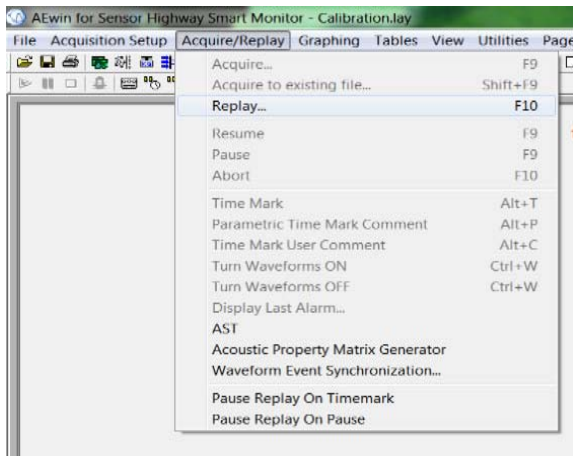 AEwin for Sensor Highway Smart Monitor - Calibration.lay
File Acquisition Setup Acquire/Replay Graphing Tables View Utilities Page
Acquire... F9
Acquire to existing file... Shift+F9
Replay... F10
Resume F9
Pause F9
Abort F10
Time Mark Alt+T
Parametric Time Mark Comment Alt+P
Time Mark User Comment Alt+C
Turn Waveforms ON Ctrl+W
Turn Waveforms OFF Ctrl+W
Display Last Alarm...
AST
Acoustic Property Matrix Generator
Waveform Event Synchronization...
Pause Replay On Timemark
Pause Replay On Pause